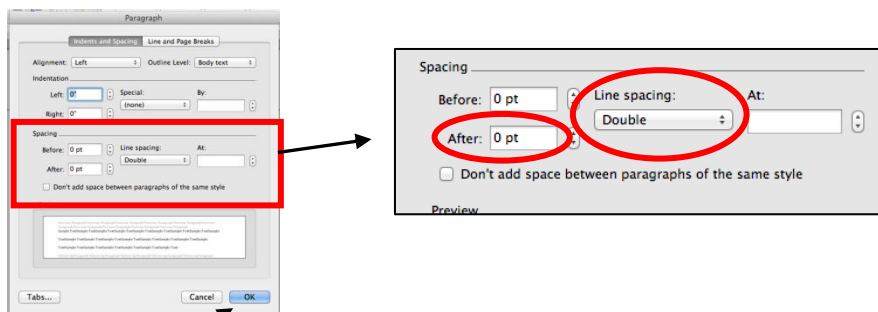 Paragraph
Indents and Spacing Line and Page Breaks
Alignment: Left Outline Level: Body text
Indentation
Left: 0" Special: By:
(none)
Right: 0"
Spacing
Before: 0 pt Line spacing: At:
Double
After: 0 pt
Don't add space between paragraphs of the same style
Tabs... Cancel OK
Spacing
Before: 0 pt Line spacing: At:
Double
After: 0 pt
Don't add space between paragraphs of the same style
Preview